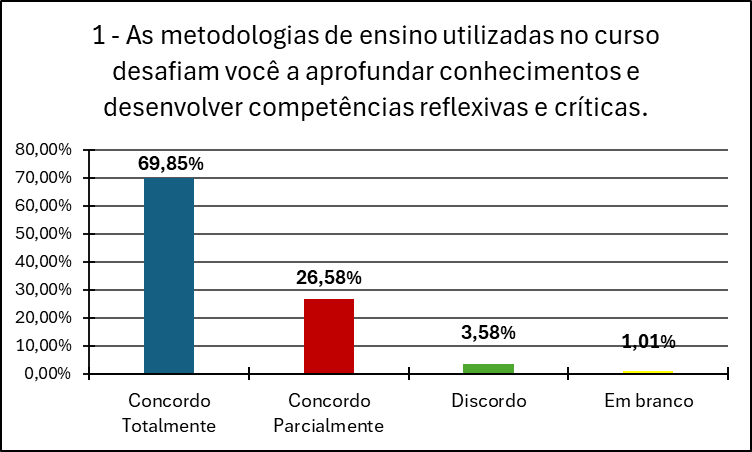 1 - As metodologias de ensino utilizadas no curso
desafiam você a aprofundar conhecimentos e
desenvolver competências reflexivas e críticas.
80,00%
70,00%
60,00%
50,00%
40,00%
30,00%
20,00%
10,00%
0,00%
69,85%
26,58%
3,58%
1,01%
Concordo
Totalmente
Concordo
Parcialmente
Discordo
Em branco